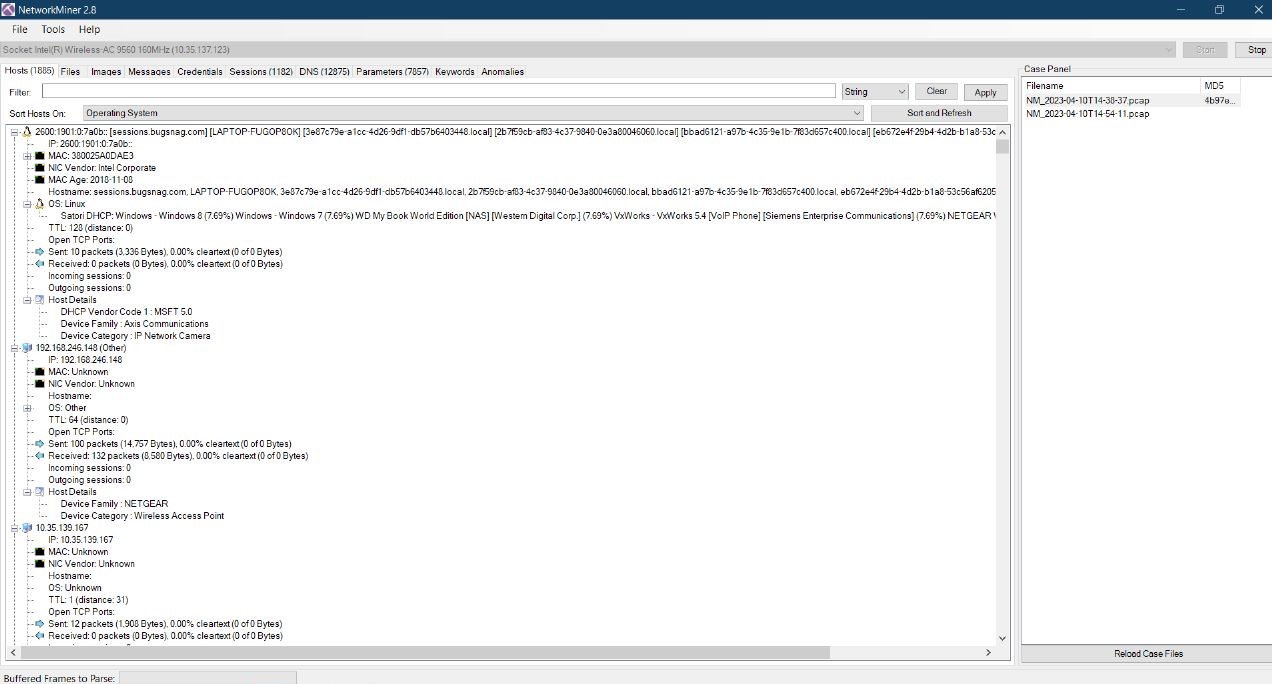 NetworkMiner 2.8
File Tools Help
Socket: Intel(R) Wireless-AC 9560 160MHz (10.35.137.123)
Start Stop
Hosts (1885) Files Images Messages Credentials Sessions (1182) DNS (12875) Parameters (7857) Keywords Anomalies
Filter: String Clear Apply
Sort Hosts On: Operating System Sort and Refresh
2600:1901:0:7a0b:: [sessions.bugsnag.com] [LAPTOP-FUGOP8OK] [3e87c79e-a1cc-4d26-9df1-db57b6403448.local] [2b7f59cb-af83-4c37-9840-0e3a80046060.local] [bbad6121-a97b-4c35-9e1b-7f83d657c400.local] [eb672e4f-29b4-4d2b-b1a8-53c
IP: 2600:1901:0:7a0b::
MAC: 380025A0DAE3
NIC Vendor: Intel Corporate
MAC Age: 2018-11-08
Hostname: sessions.bugsnag.com, LAPTOP-FUGOP8OK, 3e87c79e-a1cc-4d26-9df1-db57b6403448.local, 2b7f59cb-af83-4c37-9840-0e3a80046060.local, bbad6121-a97b-4c35-9e1b-7f83d657c400.local, eb672e4f-29b4-4d2b-b1a8-53c56af6205
OS: Linux
Satori DHCP: Windows - Windows 8 (7.69%) Windows - Windows 7 (7.69%) WD My Book World Edition [NAS] [Western Digital Corp.] (7.69%) VxWorks - VxWorks 5.4 [VoIP Phone] [Siemens Enterprise Communications] (7.69%) NETGEAR
TTL: 128 (distance: 0)
Open TCP Ports:
Sent: 10 packets (3,336 Bytes), 0.00% cleartext (0 of 0 Bytes)
Received: 0 packets (0 Bytes), 0.00% cleartext (0 of 0 Bytes)
Incoming sessions: 0
Outgoing sessions: 0
Host Details
DHCP Vendor Code 1 : MSFT 5.0
Device Family : Axis Communications
Device Category : IP Network Camera
192.168.246.148 (Other)
IP: 192.168.246.148
MAC: Unknown
NIC Vendor: Unknown
Hostname:
OS: Other
TTL: 64 (distance: 0)
Open TCP Ports:
Sent: 100 packets (14,757 Bytes), 0.00% cleartext (0 of 0 Bytes)
Received: 132 packets (8,580 Bytes), 0.00% cleartext (0 of 0 Bytes)
Incoming sessions: 0
Outgoing sessions: 0
Host Details
Device Family : NETGEAR
Device Category : Wireless Access Point
10.35.139.167
IP: 10.35.139.167
MAC: Unknown
NIC Vendor: Unknown
Hostname:
OS: Unknown
TTL: 1 (distance: 31)
Open TCP Ports:
Sent: 12 packets (1,908 Bytes), 0.00% cleartext (0 of 0 Bytes)
Received: 0 packets (0 Bytes), 0.00% cleartext (0 of 0 Bytes)
Case Panel
Filename MD5
NM_2023-04-10T14-38-37.pcap 4b97e...
NM_2023-04-10T14-54-11.pcap
Reload Case Files
Buffered Frames to Parse: